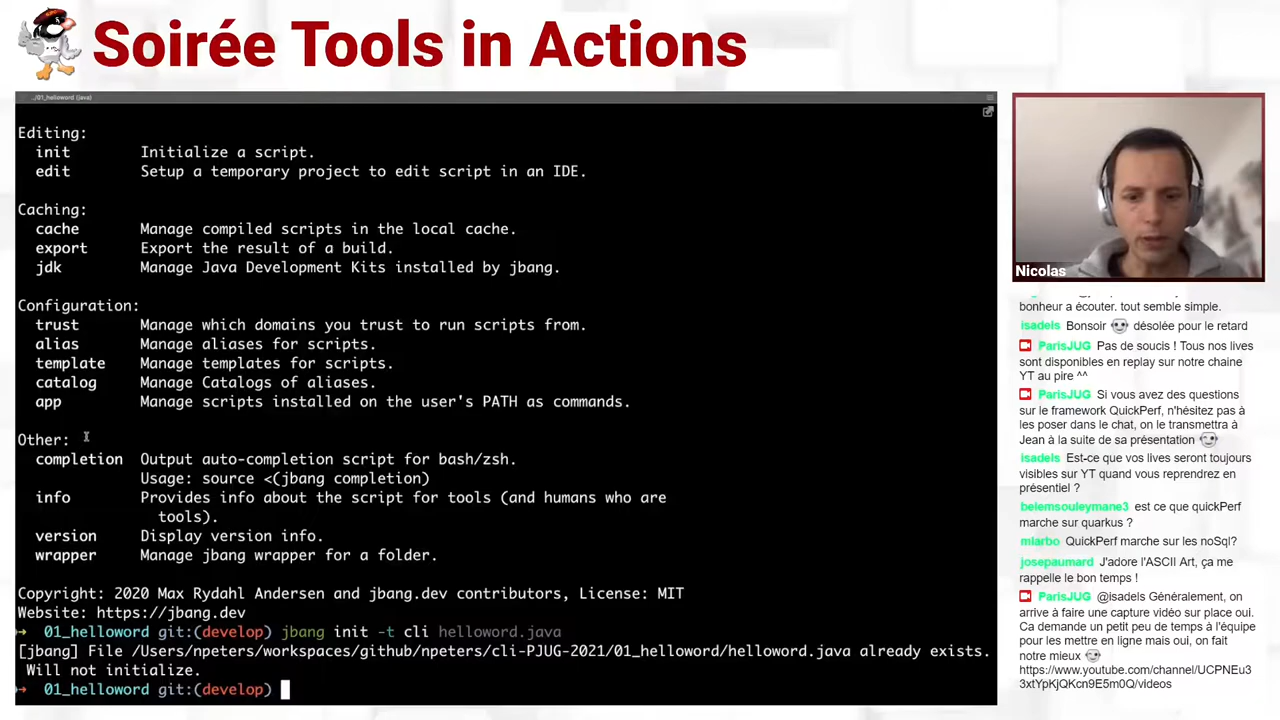 Soirée Tools in Actions
../01_helloword (java)
Editing:
init Initialize a script.
edit Setup a temporary project to edit script in an IDE.
Caching:
cache Manage compiled scripts in the local cache.
export Export the result of a build.
jdk Manage Java Development Kits installed by jbang.
Configuration:
trust Manage which domains you trust to run scripts from.
alias Manage aliases for scripts.
template Manage templates for scripts.
catalog Manage Catalogs of aliases.
app Manage scripts installed on the user's PATH as commands.
Other:
completion Output auto-completion script for bash/zsh.
Usage: source <(jbang completion)
info Provides info about the script for tools (and humans who are
tools).
version Display version info.
wrapper Manage jbang wrapper for a folder.
Copyright: 2020 Max Rydahl Andersen and jbang.dev contributors, License: MIT
Website: https://jbang.dev
→ 01_helloword git:(develop) jbang init -t cli helloword.java
[jbang] File /Users/npeters/workspaces/github/npeters/cli-PJUG-2021/01_helloword/helloword.java already exists.
Will not initialize.
→ 01_helloword git:(develop)
Nicolas
bonheur a écouter. tout semble simple.
isadels Bonsoir désolée pour le retard
ParisJUG Pas de soucis ! Tous nos lives
sont disponibles en replay sur notre chaine
YT au pire ^^
ParisJUG Si vous avez des questions
sur le framework QuickPerf, n'hésitez pas à
les poser dans le chat, on le transmettra à
Jean à la suite de sa présentation
isadels Est-ce que vos lives seront toujours
visibles sur YT quand vous reprendrez en
présentiel ?
belemsouleymane3 est ce que quickPerf
marche sur quarkus ?
mlarbo QuickPerf marche sur les noSql?
josepaumard J'adore l'ASCII Art, ça me
rappelle le bon temps !
ParisJUG @isadels Généralement, on
arrive à faire une capture vidéo sur place oui.
Ca demande un petit peu de temps à l'équipe
pour les mettre en ligne mais oui, on fait
notre mieux
https://www.youtube.com/channel/UCPNEu3
3xtYpKjQKcn9E5m0Q/videos